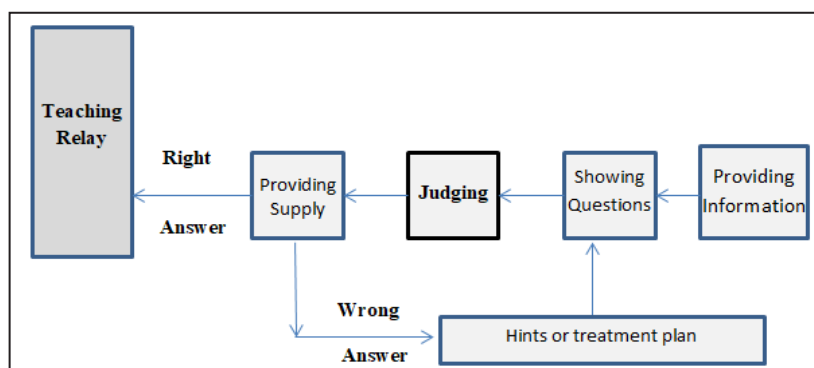 Teaching
Relay
Right
Answer
Providing
Supply
Judging
Showing
Questions
Providing
Information
Wrong
Answer
Hints or treatment plan